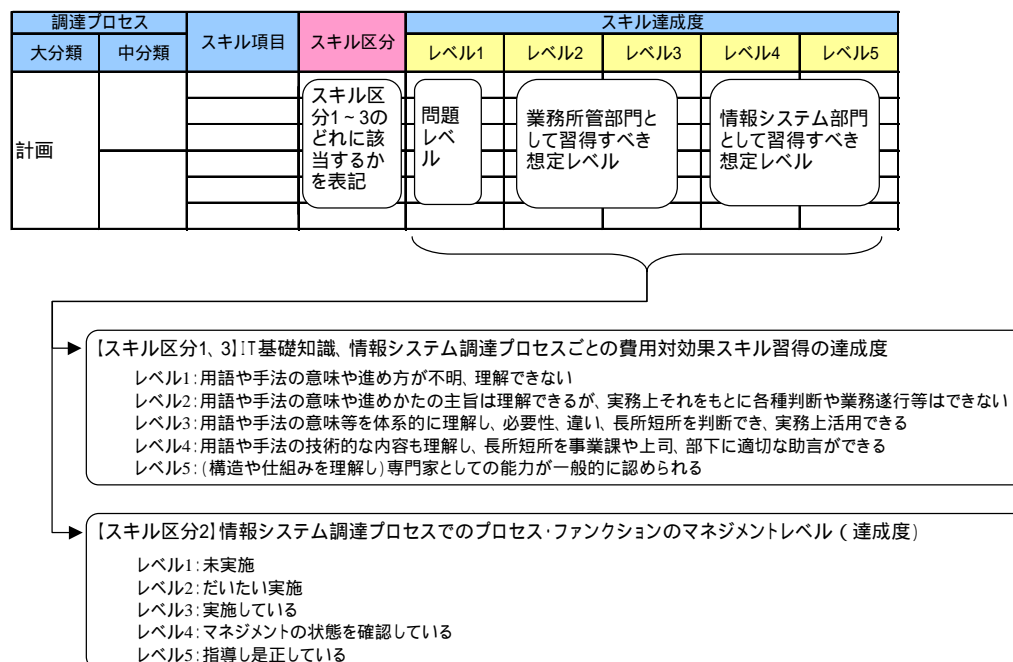 調達プロセス
スキル項目
スキル区分
スキル達成度
大分類
中分類
レベル1
レベル2
レベル3
レベル4
レベル5
計画
スキル区
分1~3の
どれに該
当するか
を表記
問題
レベ
ル
業務所管部門と
して習得すべき
想定レベル
情報システム部門
として習得すべき
想定レベル
【スキル区分1、3】IT基礎知識、情報システム調達プロセスごとの費用対効果スキル習得の達成度
レベル1:用語や手法の意味や進め方が不明、理解できない
レベル2:用語や手法の意味や進めかたの主旨は理解できるが、実務上それをもとに各種判断や業務遂行等はできない
レベル3:用語や手法の意味等を体系的に理解し、必要性、違い、長所短所を判断でき、実務上活用できる
レベル4:用語や手法の技術的な内容も理解し、長所短所を事業課や上司、部下に適切な助言ができる
レベル5:(構造や仕組みを理解し)専門家としての能力が一般的に認められる
【スキル区分2】情報システム調達プロセスでのプロセス・ファンクションのマネジメントレベル(達成度)
レベル1:未実施
レベル2:だいたい実施
レベル3:実施している
レベル4:マネジメントの状態を確認している
レベル5:指導し是正している